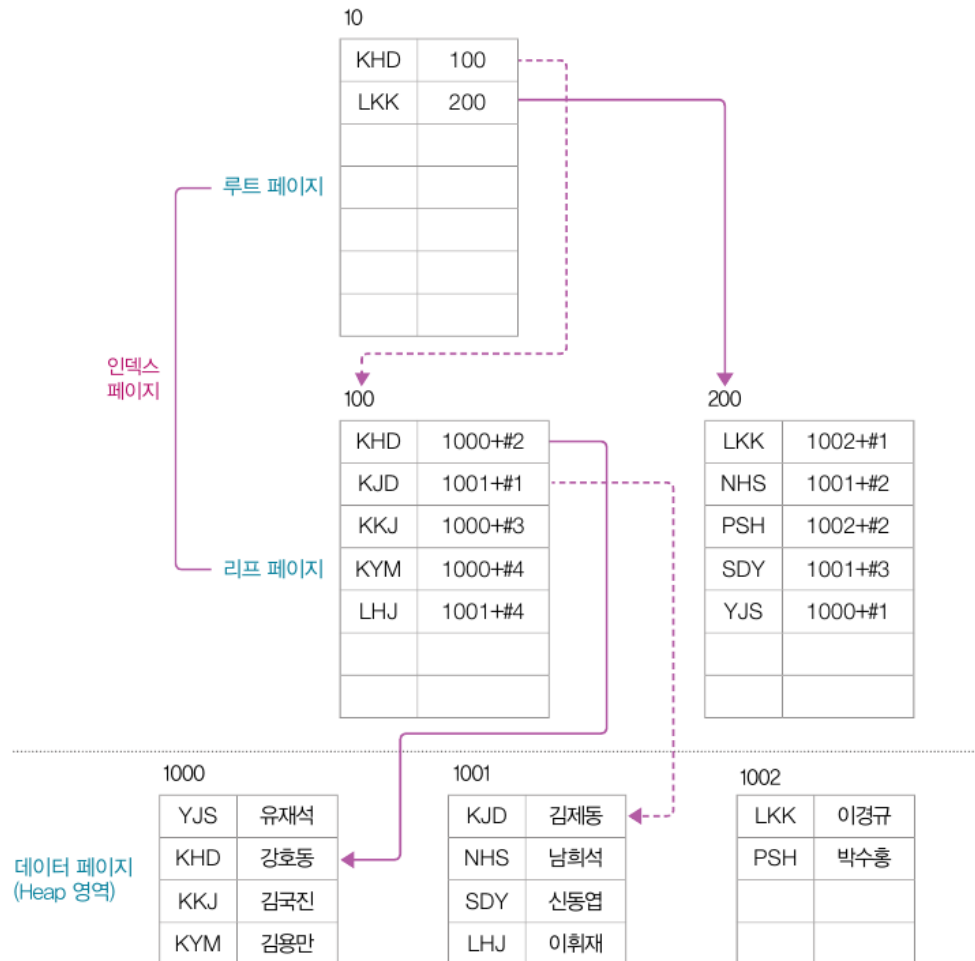 10
KHD 100
LKK 200
루트 페이지
인덱스
페이지
100
KHD 1000+#2
KJD 1001+#1
KKJ 1000+#3
KYM 1000+#4
LHJ 1001+#4
리프 페이지
200
LKK 1002+#1
NHS 1001+#2
PSH 1002+#2
SDY 1001+#3
YJS 1000+#1
데이터 페이지
(Heap 영역)
1000
YJS 유재석
KHD 강호동
KKJ 김국진
KYM 김용만
1001
KJD 김제동
NHS 남희석
SDY 신동엽
LHJ 이휘재
1002
LKK 이경규
PSH 박수홍